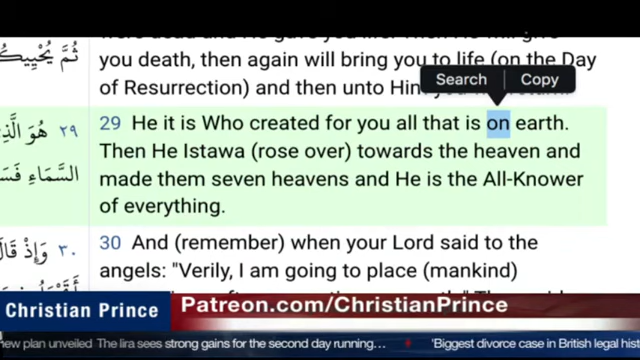 you death, then again will bring you to life (on the Day
ثُمَّ يُحْيِيكُ
Search Copy
of Resurrection) and then unto Him
29 He it is Who created for you all that is on earth.
٢٩ هُوَ الَّذِ
Then He Istawa (rose over) towards the heaven and
السَّمَاءِ فَسَ
made them seven heavens and He is the All-Knower
of everything.
30 And (remember) when your Lord said to the
٣٠ وَإِذْ قَالَ
angels: "Verily, I am going to place (mankind)
Christian Prince
Patreon.com/ChristianPrince
new plan unveiled The lira sees strong gains for the second day running... 'Biggest divorce case in British legal hist